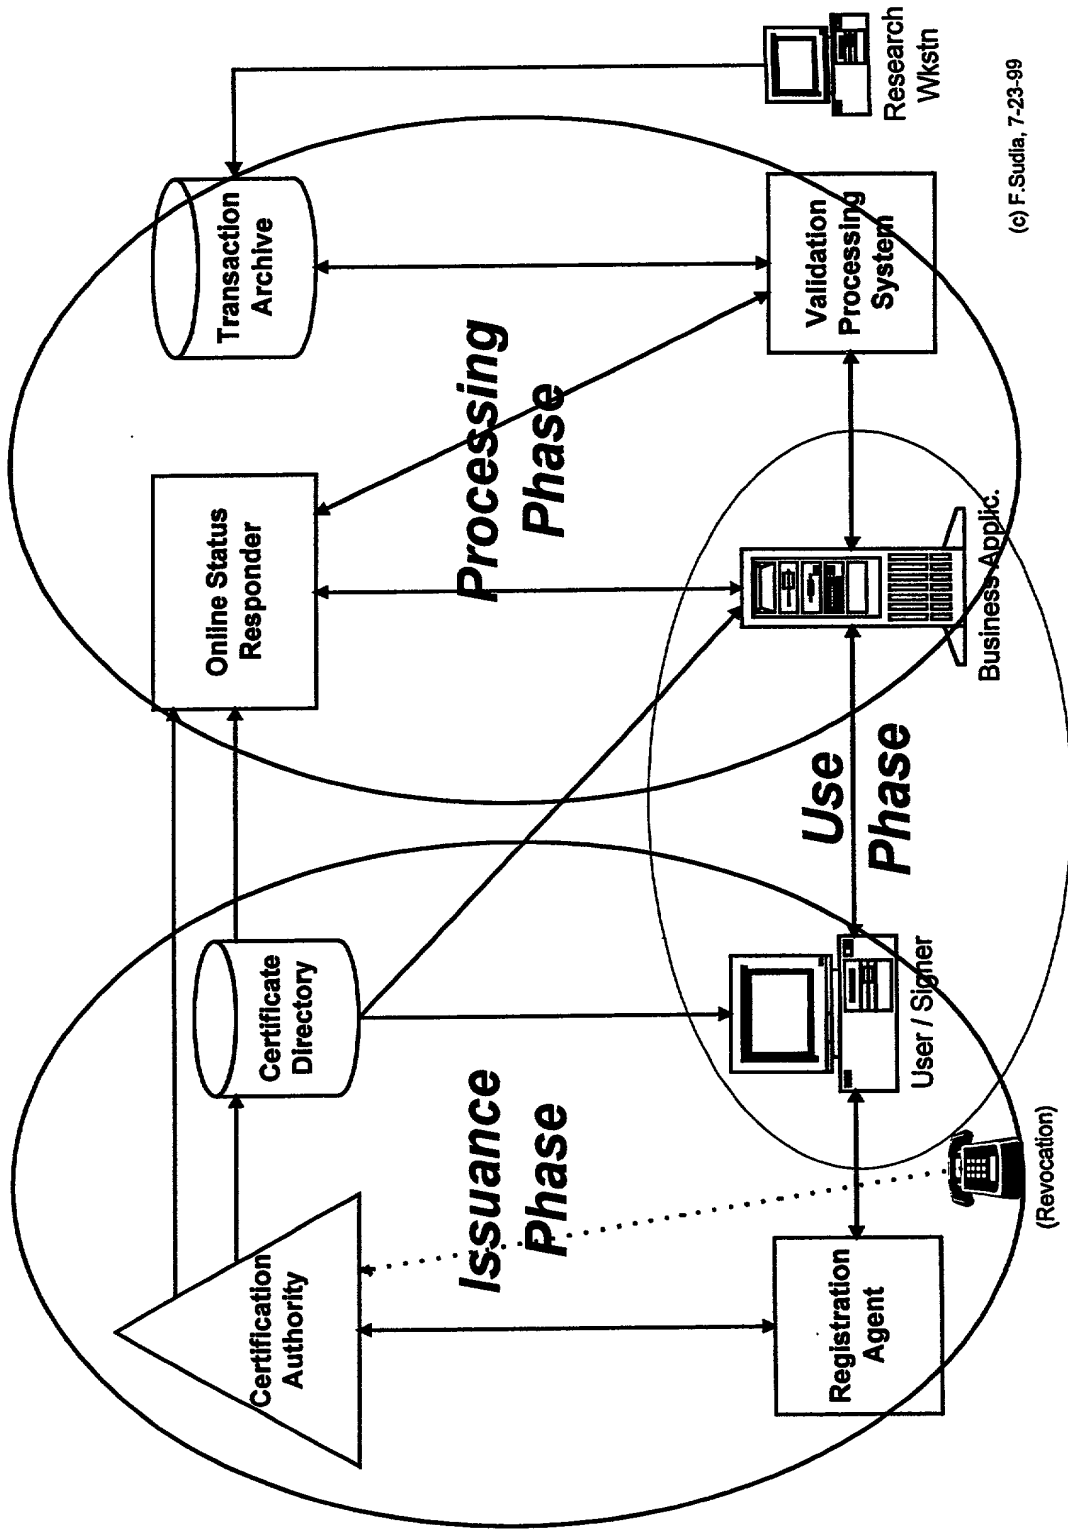 Certification
Authority
Certificate
Directory
Online Status
Responder
Transaction
Archive
Issuance
Phase
Processing
Phase
Use
Phase
Registration
Agent
User / Signer
(Revocation)
Business Applic.
Validation
Processing
System
Research
Wkstn
(c) F.Sudia, 7-23-99